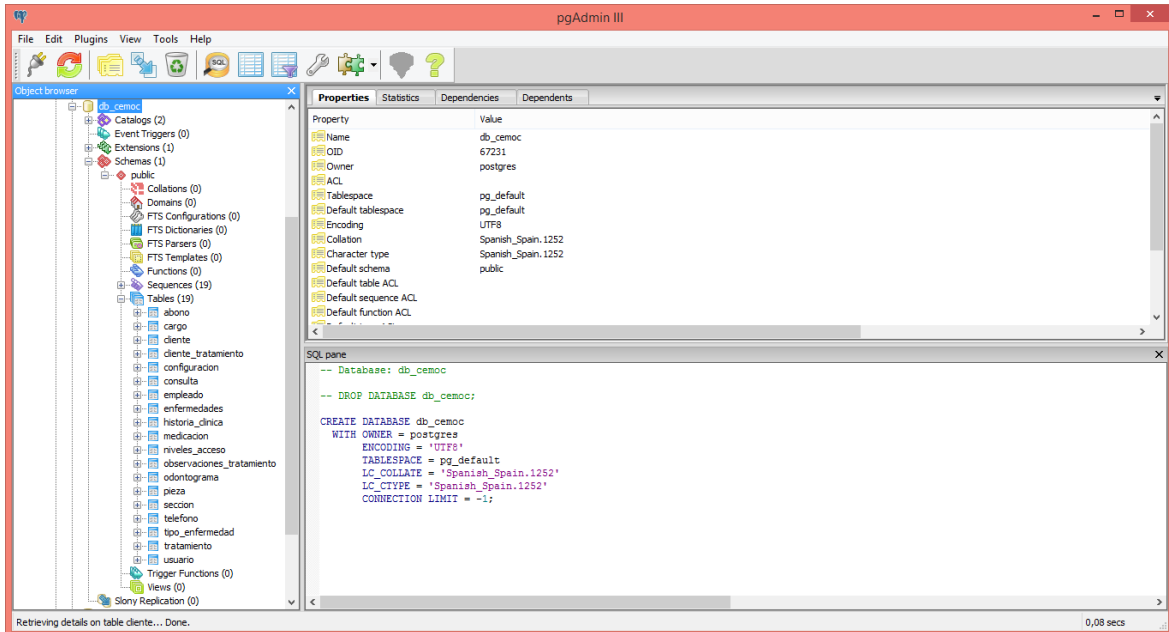 pgAdmin III
File Edit Plugins View Tools Help
SQL
Object browser
db_cemoc
Catalogs (2)
Event Triggers (0)
Extensions (1)
Schemas (1)
public
Collations (0)
Domains (0)
FTS Configurations (0)
FTS Dictionaries (0)
FTS Parsers (0)
FTS Templates (0)
Functions (0)
Sequences (19)
Tables (19)
abono
cargo
cliente
cliente_tratamiento
configuracion
consulta
empleado
enfermedades
historia_clinica
medicacion
niveles_acceso
observaciones_tratamiento
odontograma
pieza
seccion
telefono
tipo_enfermedad
tratamiento
usuario
Trigger Functions (0)
Views (0)
Slony Replication (0)
Properties Statistics Dependencies Dependents
Property Value
Name db_cemoc
OID 67231
Owner postgres
ACL
Tablespace pg_default
Default tablespace pg_default
Encoding UTF8
Collation Spanish_Spain.1252
Character type Spanish_Spain.1252
Default schema public
Default table ACL
Default sequence ACL
Default function ACL
SQL pane
-- Database: db_cemoc
-- DROP DATABASE db_cemoc;
CREATE DATABASE db_cemoc
WITH OWNER = postgres
ENCODING = 'UTF8'
TABLESPACE = pg_default
LC_COLLATE = 'Spanish_Spain.1252'
LC_CTYPE = 'Spanish_Spain.1252'
CONNECTION LIMIT = -1;
Retrieving details on table cliente... Done. 0,08 secs